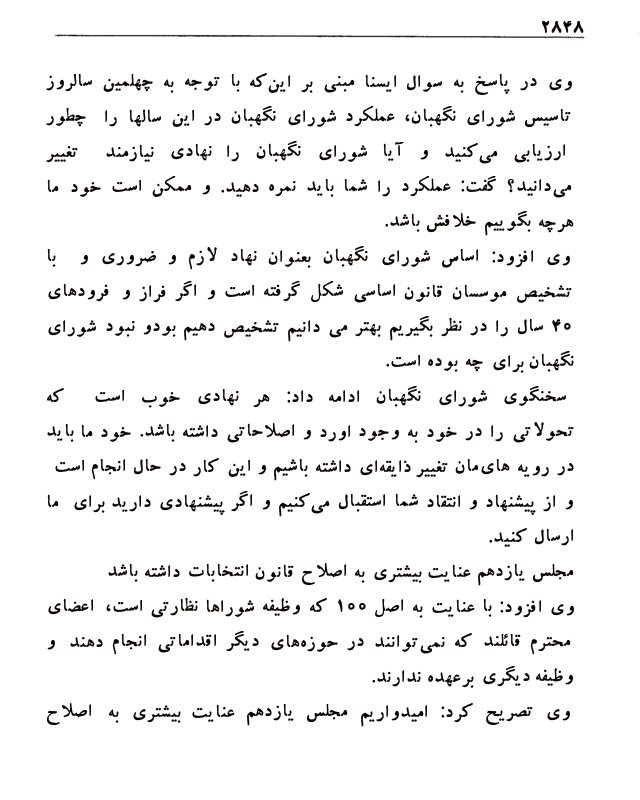 ۲۸۴۸
وی در پاسخ به سوال ایسنا مبنی بر این‌که با توجه به چهلمین سالروز
تاسیس شورای نگهبان، عملکرد شورای نگهبان در این سالها را چطور
ارزیابی می‌کنید و آیا شورای نگهبان را نهادی نیازمند تغییر
می‌دانید؟ گفت: عملکرد را شما باید نمره دهید. و ممکن است خود ما
هرچه بگوییم خلافش باشد.
وی افزود: اساس شورای نگهبان بعنوان نهاد لازم و ضروری و با
تشخیص موسسان قانون اساسی شکل گرفته است و اگر فراز و فرودهای
۴۰ سال را در نظر بگیریم بهتر می دانیم تشخیص دهیم بودو نبود شورای
نگهبان برای چه بوده است.
سخنگوی شورای نگهبان ادامه داد: هر نهادی خوب است که
تحولاتی را در خود به وجود اورد و اصلاحاتی داشته باشد. خود ما باید
در رویه های‌مان تغییر ذایقه‌ای داشته باشیم و این کار در حال انجام است
و از پیشنهاد و انتقاد شما استقبال می‌کنیم و اگر پیشنهادی دارید برای ما
ارسال کنید.
مجلس یازدهم عنایت بیشتری به اصلاح قانون انتخابات داشته باشد
وی افزود: با عنایت به اصل ۱۰۰ که وظیفه شوراها نظارتی است، اعضای
محترم قائلند که نمی‌توانند در حوزه‌های دیگر اقداماتی انجام دهند و
وظیفه دیگری برعهده ندارند.
وی تصریح کرد: امیدواریم مجلس یازدهم عنایت بیشتری به اصلاح